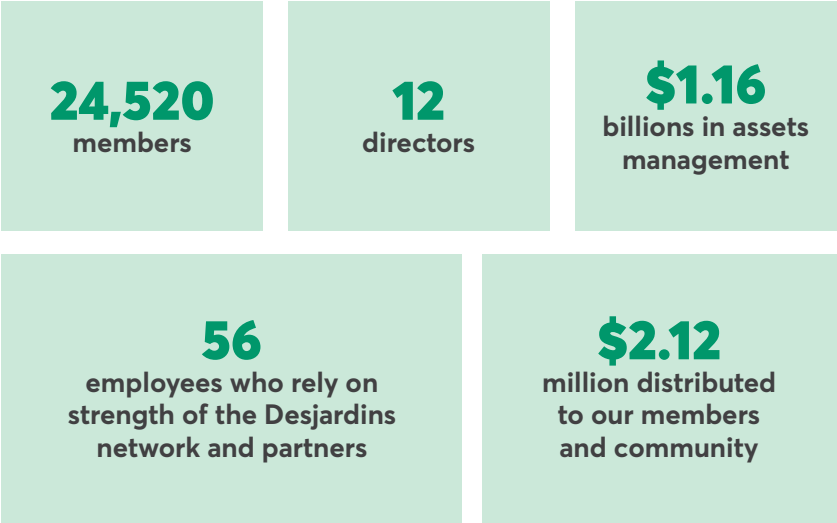 24,520
members
12
directors
$1.16
billions in assets
management
56
employees who rely on
strength of the Desjardins
network and partners
$2.12
million distributed
to our members
and community